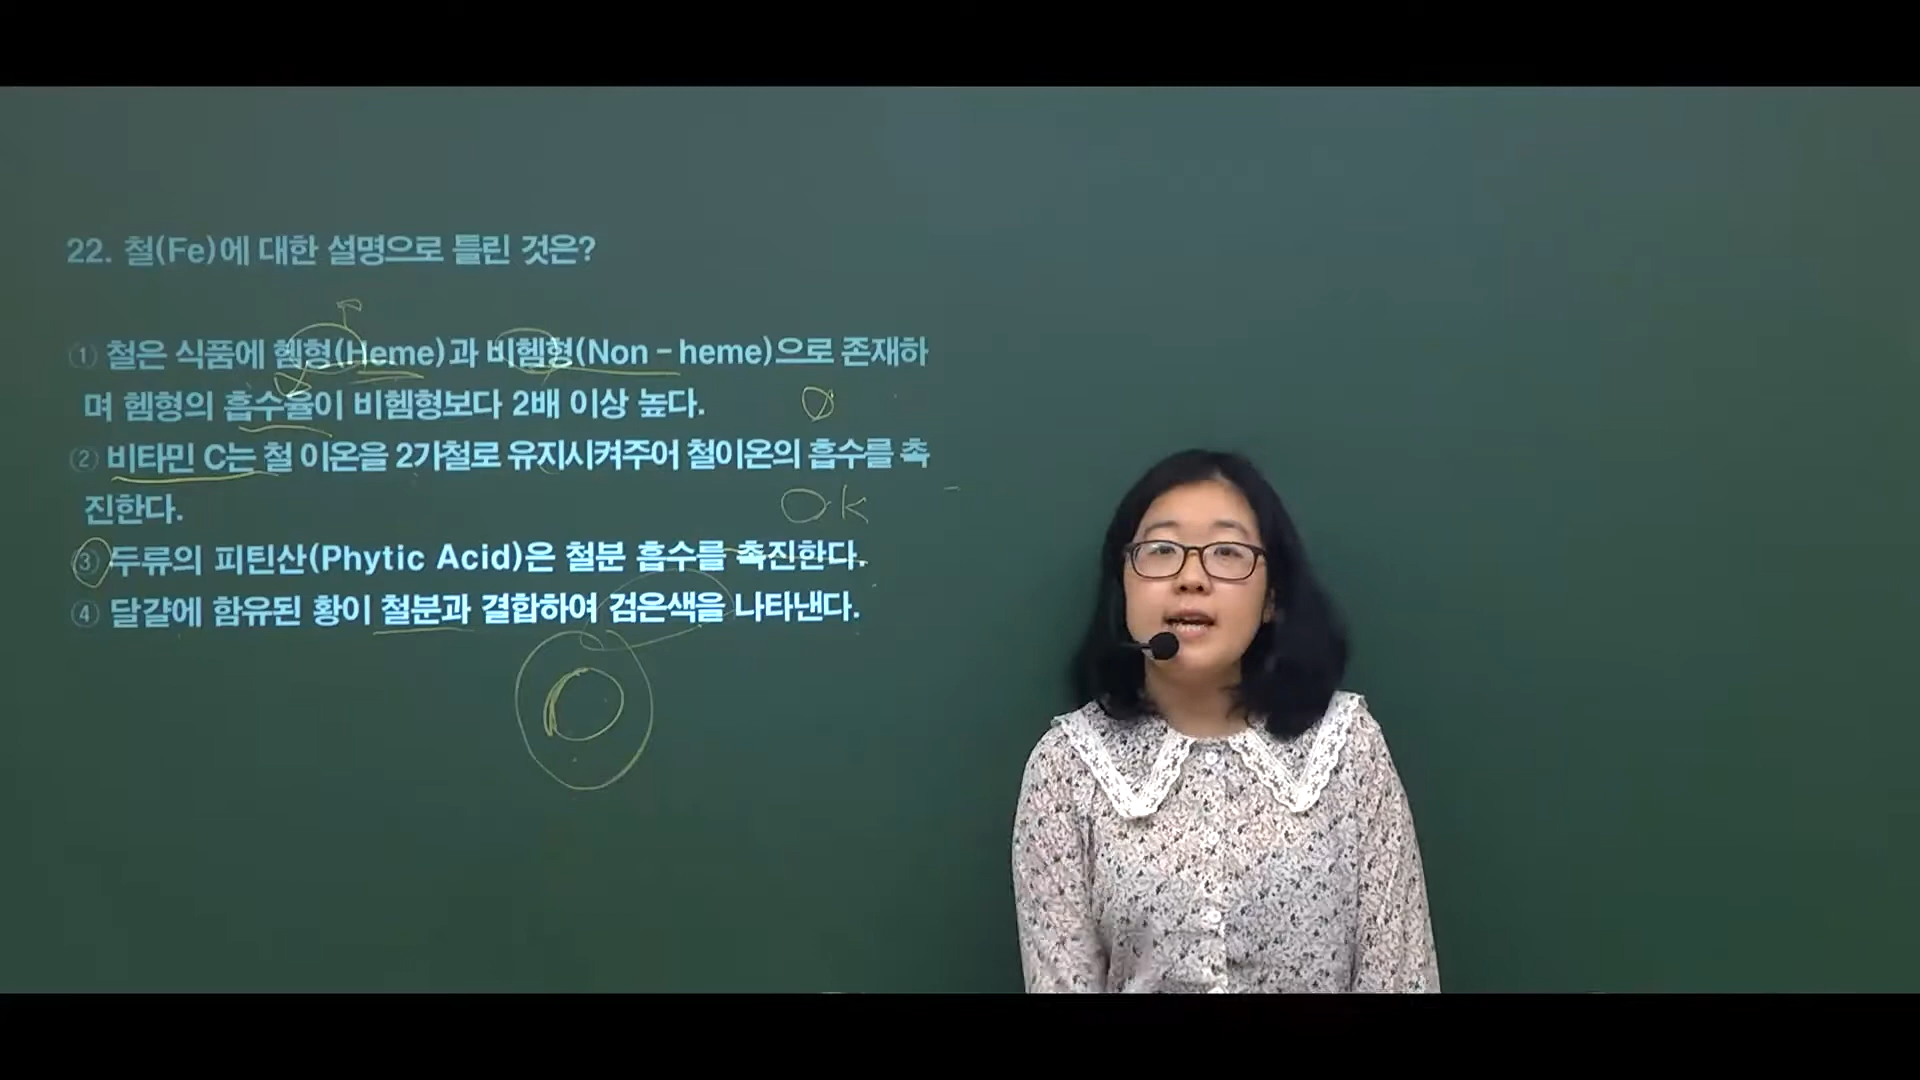 22. 철(Fe)에 대한 설명으로 틀린 것은?
① 철은 식품에 헴형(Heme)과 비헴형(Non-heme)으로 존재하
며 헴형의 흡수율이 비헴형보다 2배 이상 높다.
② 비타민 C는 철 이온을 2가철로 유지시켜주어 철이온의 흡수를 촉
진한다.
OK
③ 두류의 피틴산(Phytic Acid)은 철분 흡수를 촉진한다.
④ 달걀에 함유된 황이 철분과 결합하여 검은색을 나타낸다.